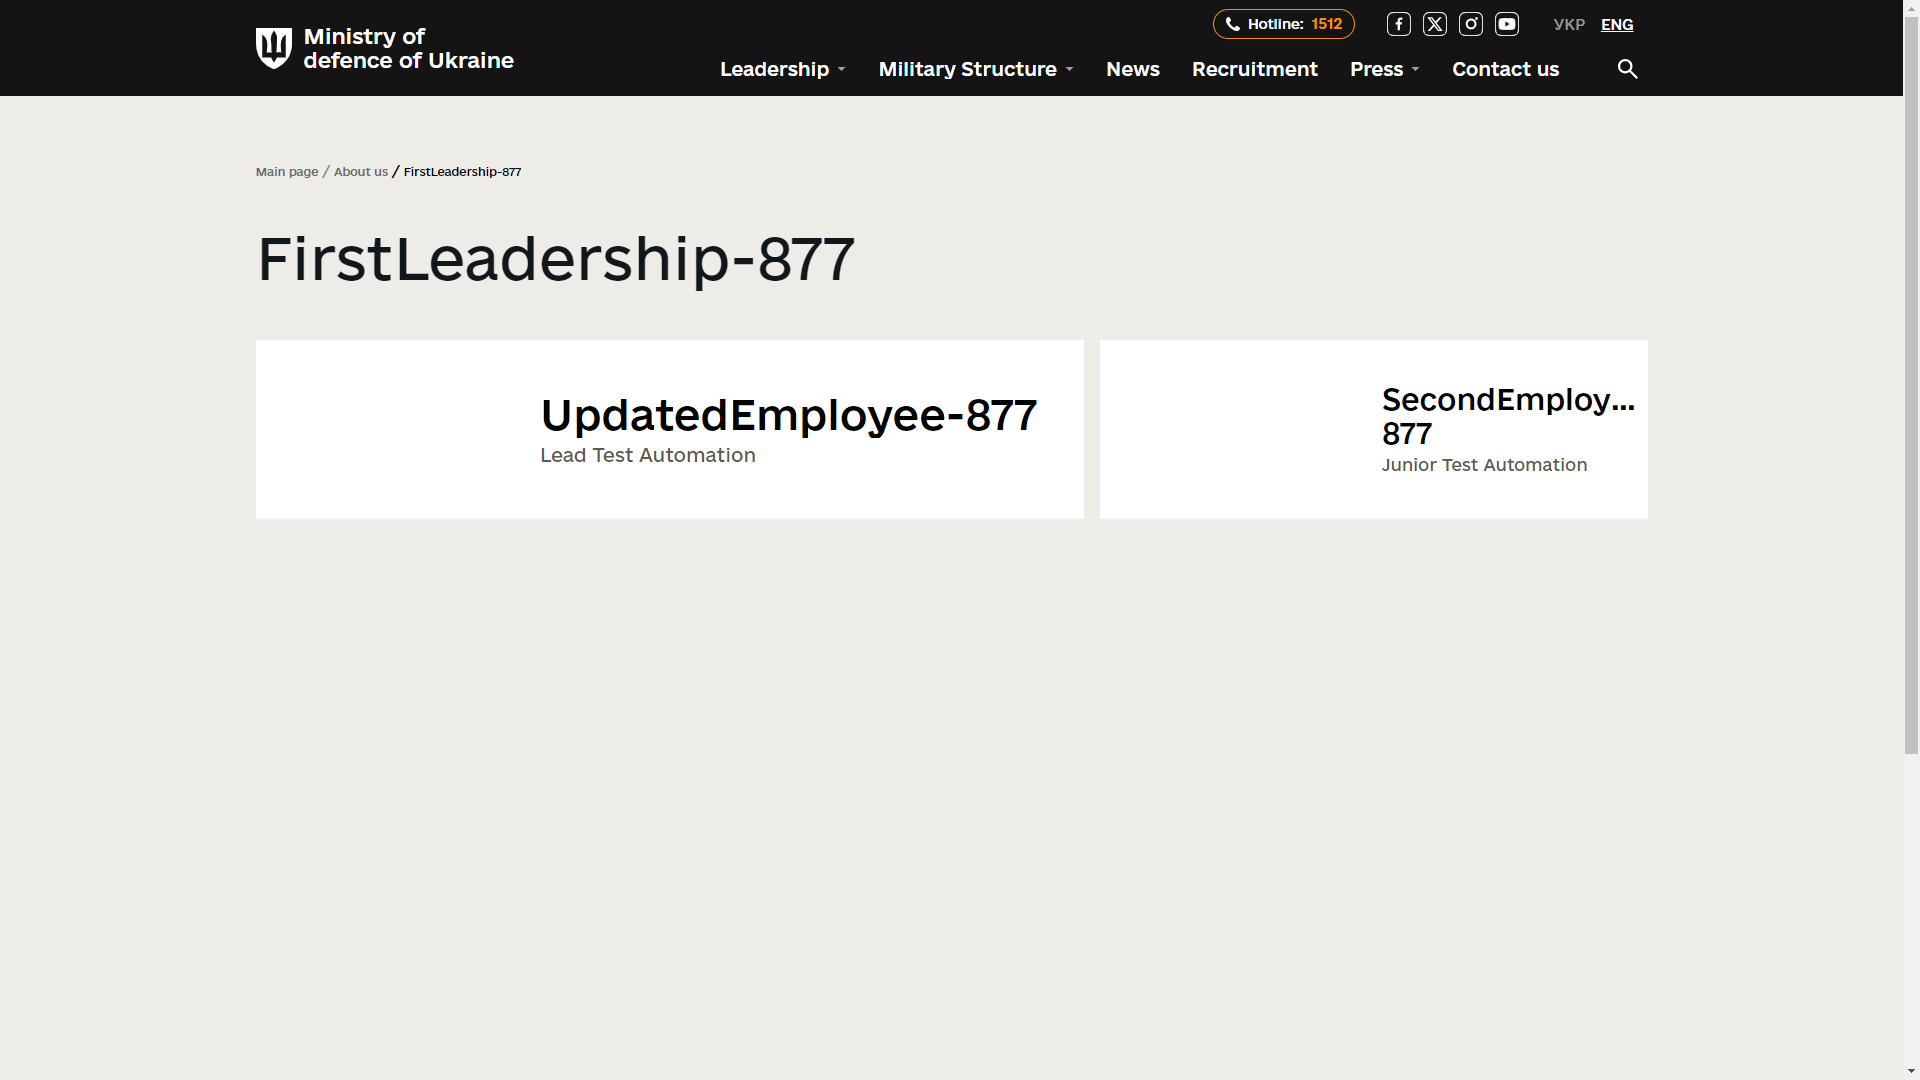 Ministry of
defence of Ukraine
Hotline: 1512
УКР ENG
Leadership Military Structure News Recruitment Press Contact us
Main page / About us / FirstLeadership-877
FirstLeadership-877
UpdatedEmployee-877
Lead Test Automation
SecondEmploy...
877
Junior Test Automation